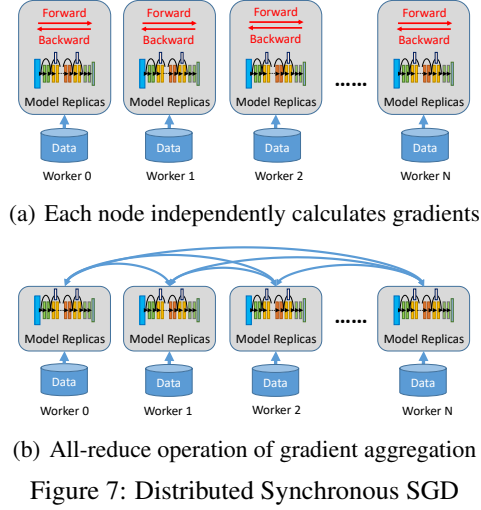 Forward Forward Forward Forward
Backward Backward Backward Backward
......
Model Replicas Model Replicas Model Replicas Model Replicas
Data Data Data Data
Worker 0 Worker 1 Worker 2 Worker N
(a) Each node independently calculates gradients
......
Model Replicas Model Replicas Model Replicas Model Replicas
Data Data Data Data
Worker 0 Worker 1 Worker 2 Worker N
(b) All-reduce operation of gradient aggregation
Figure 7: Distributed Synchronous SGD